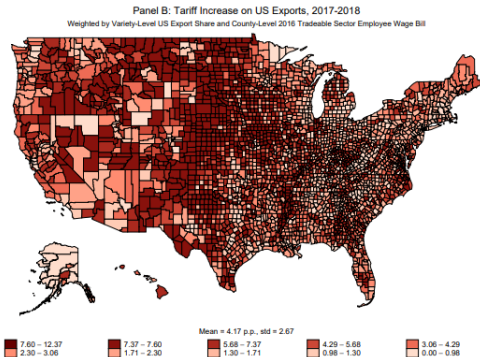 Panel B: Tariff Increase on US Exports, 2017-2018
Weighted by Variety-Level US Export Share and County-Level 2016 Tradeable Sector Employee Wage Bill
Mean = 4.17 p.p., std = 2.67
7.60 – 12.37 7.37 – 7.60 5.68 – 7.37 4.29 – 5.68 3.06 – 4.29
2.30 – 3.06 1.71 – 2.30 1.30 – 1.71 0.98 – 1.30 0.00 – 0.98